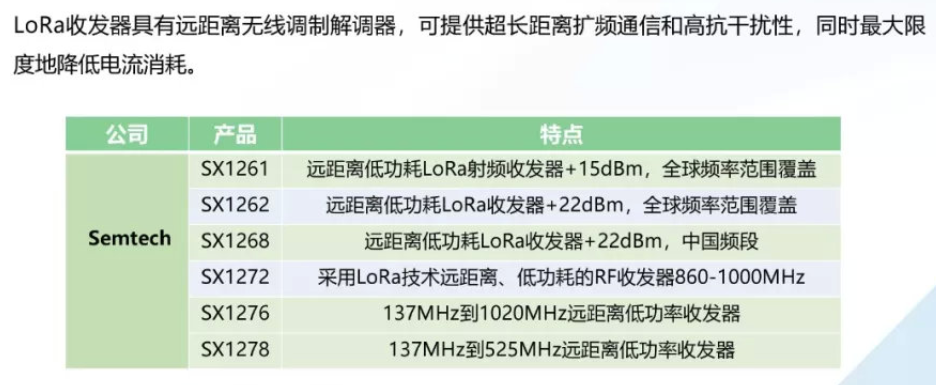 LoRa收发器具有远距离无线调制解调器，可提供超长距离扩频通信和高抗干扰性，同时最大限
度地降低电流消耗。
公司 产品 特点
SX1261 远距离低功耗LoRa射频收发器+15dBm，全球频率范围覆盖
SX1262 远距离低功耗LoRa收发器+22dBm，全球频率范围覆盖
Semtech SX1268 远距离低功耗LoRa收发器+22dBm，中国频段
SX1272 采用LoRa技术远距离、低功耗的RF收发器860-1000MHz
SX1276 137MHz到1020MHz远距离低功率收发器
SX1278 137MHz到525MHz远距离低功率收发器